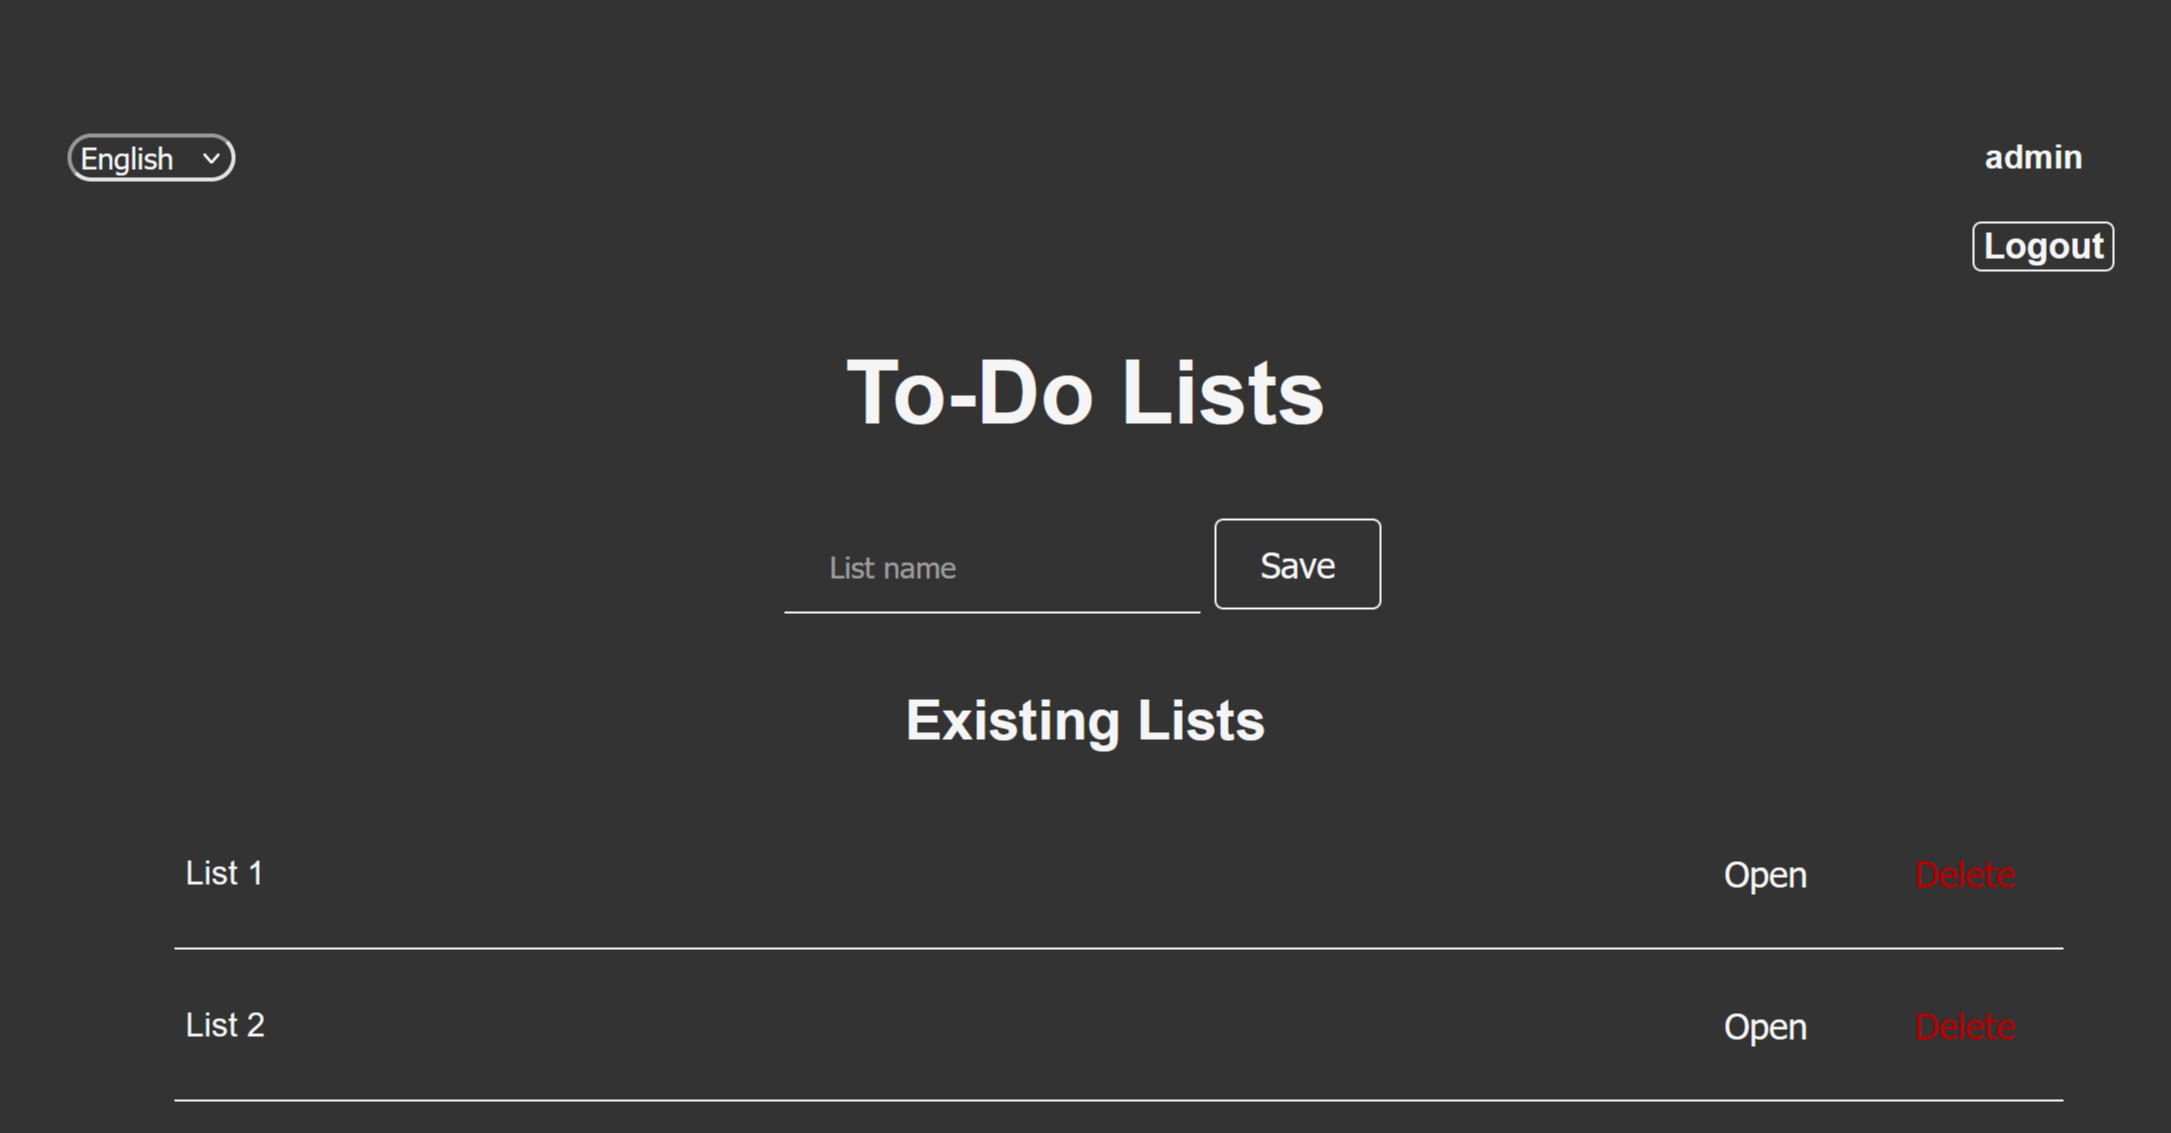 English
admin
Logout
To-Do Lists
List name
Save
Existing Lists
List 1
Open
Delete
List 2
Open
Delete